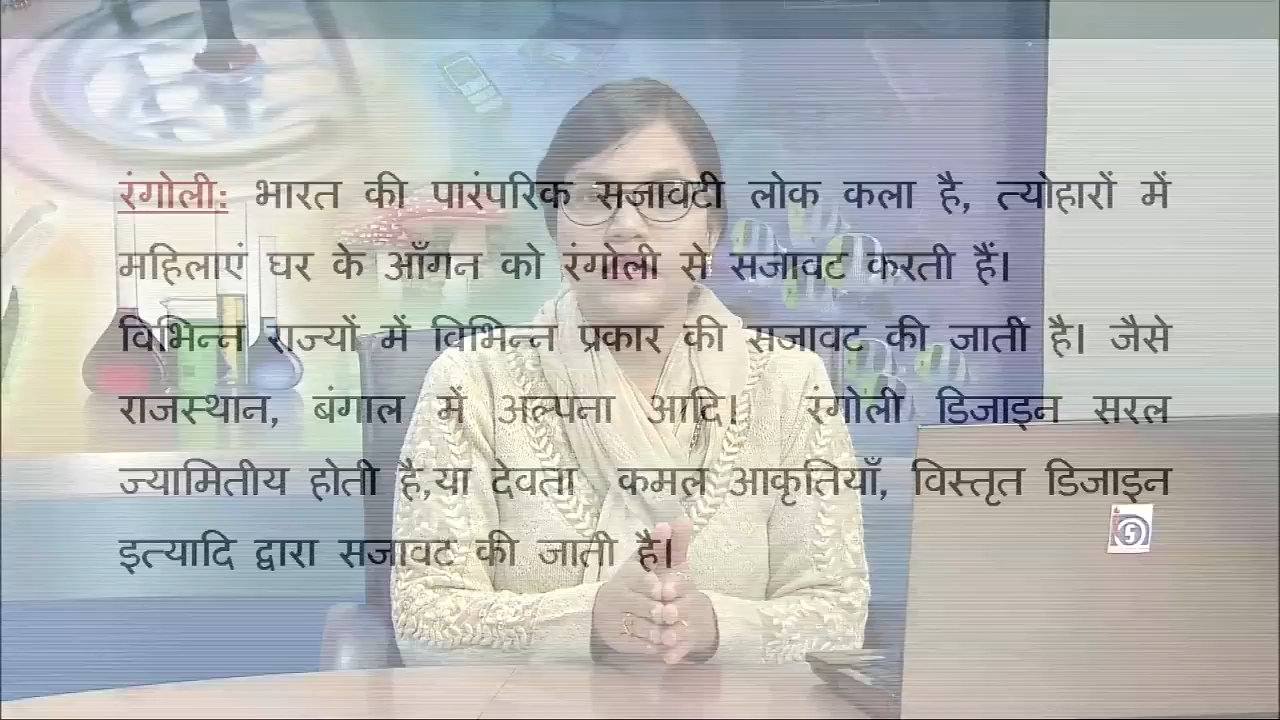 रंगोली: भारत की पारंपरिक सजावटी लोक कला है, त्योहारों में
महिलाएं घर के आँगन को रंगोली से सजावट करती हैं।
विभिन्न राज्यों में विभिन्न प्रकार की सजावट की जाती है। जैसे
राजस्थान, बंगाल में अल्पना आदि। रंगोली डिजाइन सरल
ज्यामितीय होती है,या देवता कमल आकृतियाँ, विस्तृत डिजाइन
इत्यादि द्वारा सजावट की जाती है।